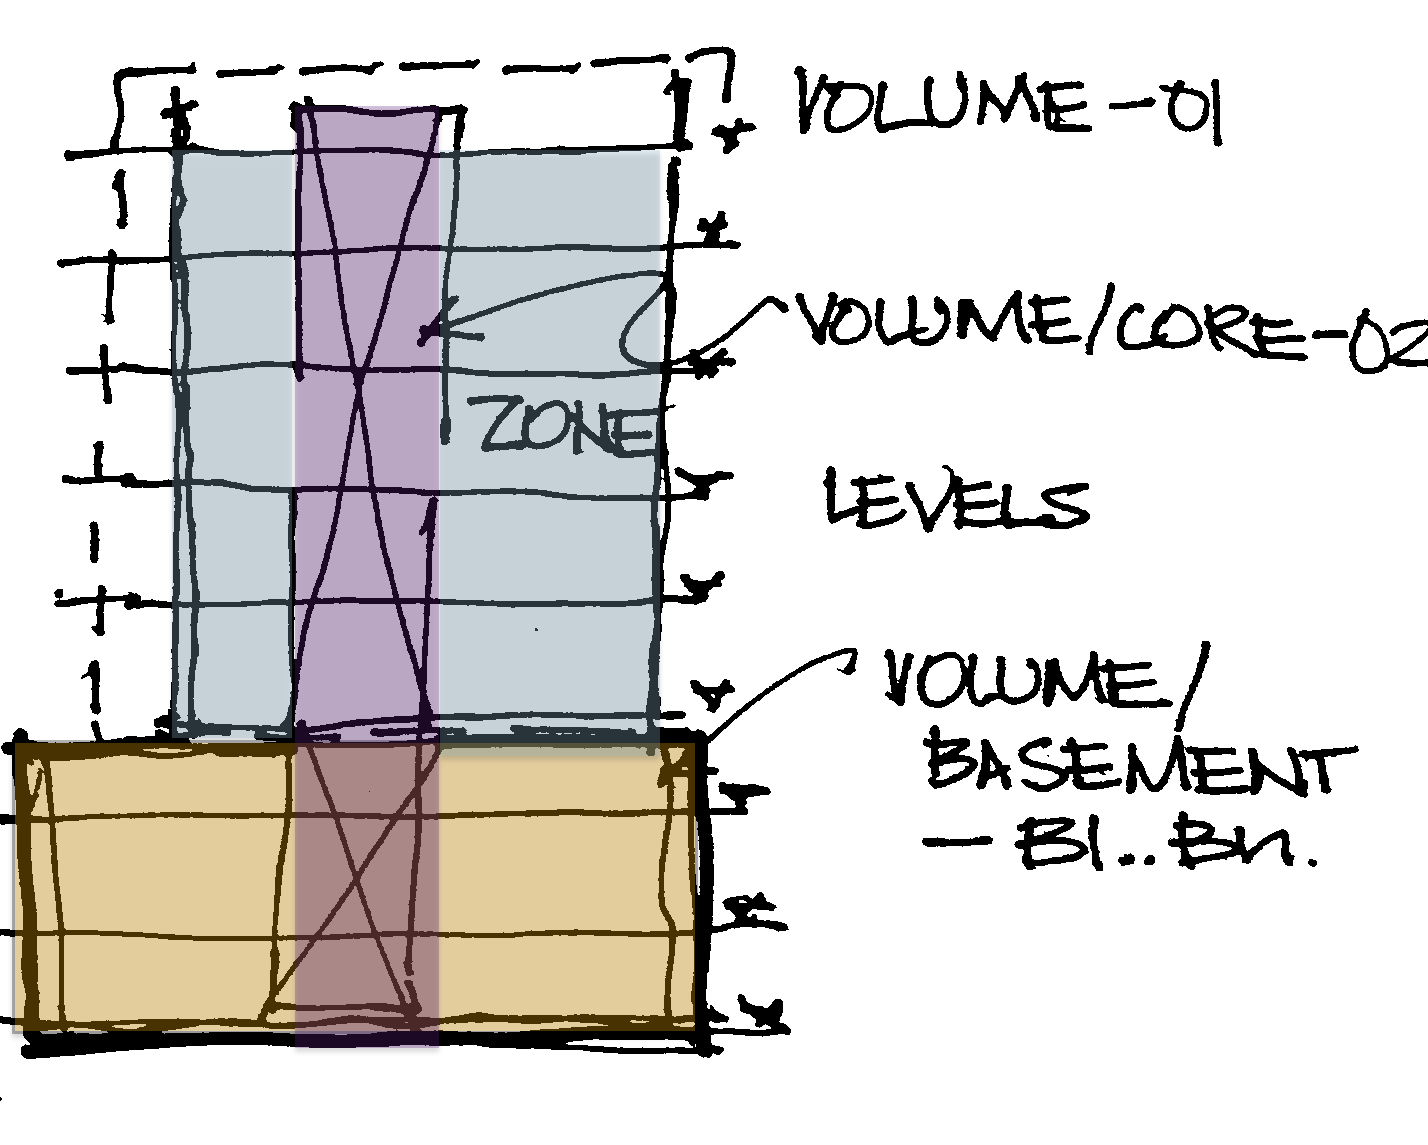 VOLUME-01
VOLUME/CORE-02
ZONE
LEVELS
VOLUME/
BASEMENT
— B1..Bn.